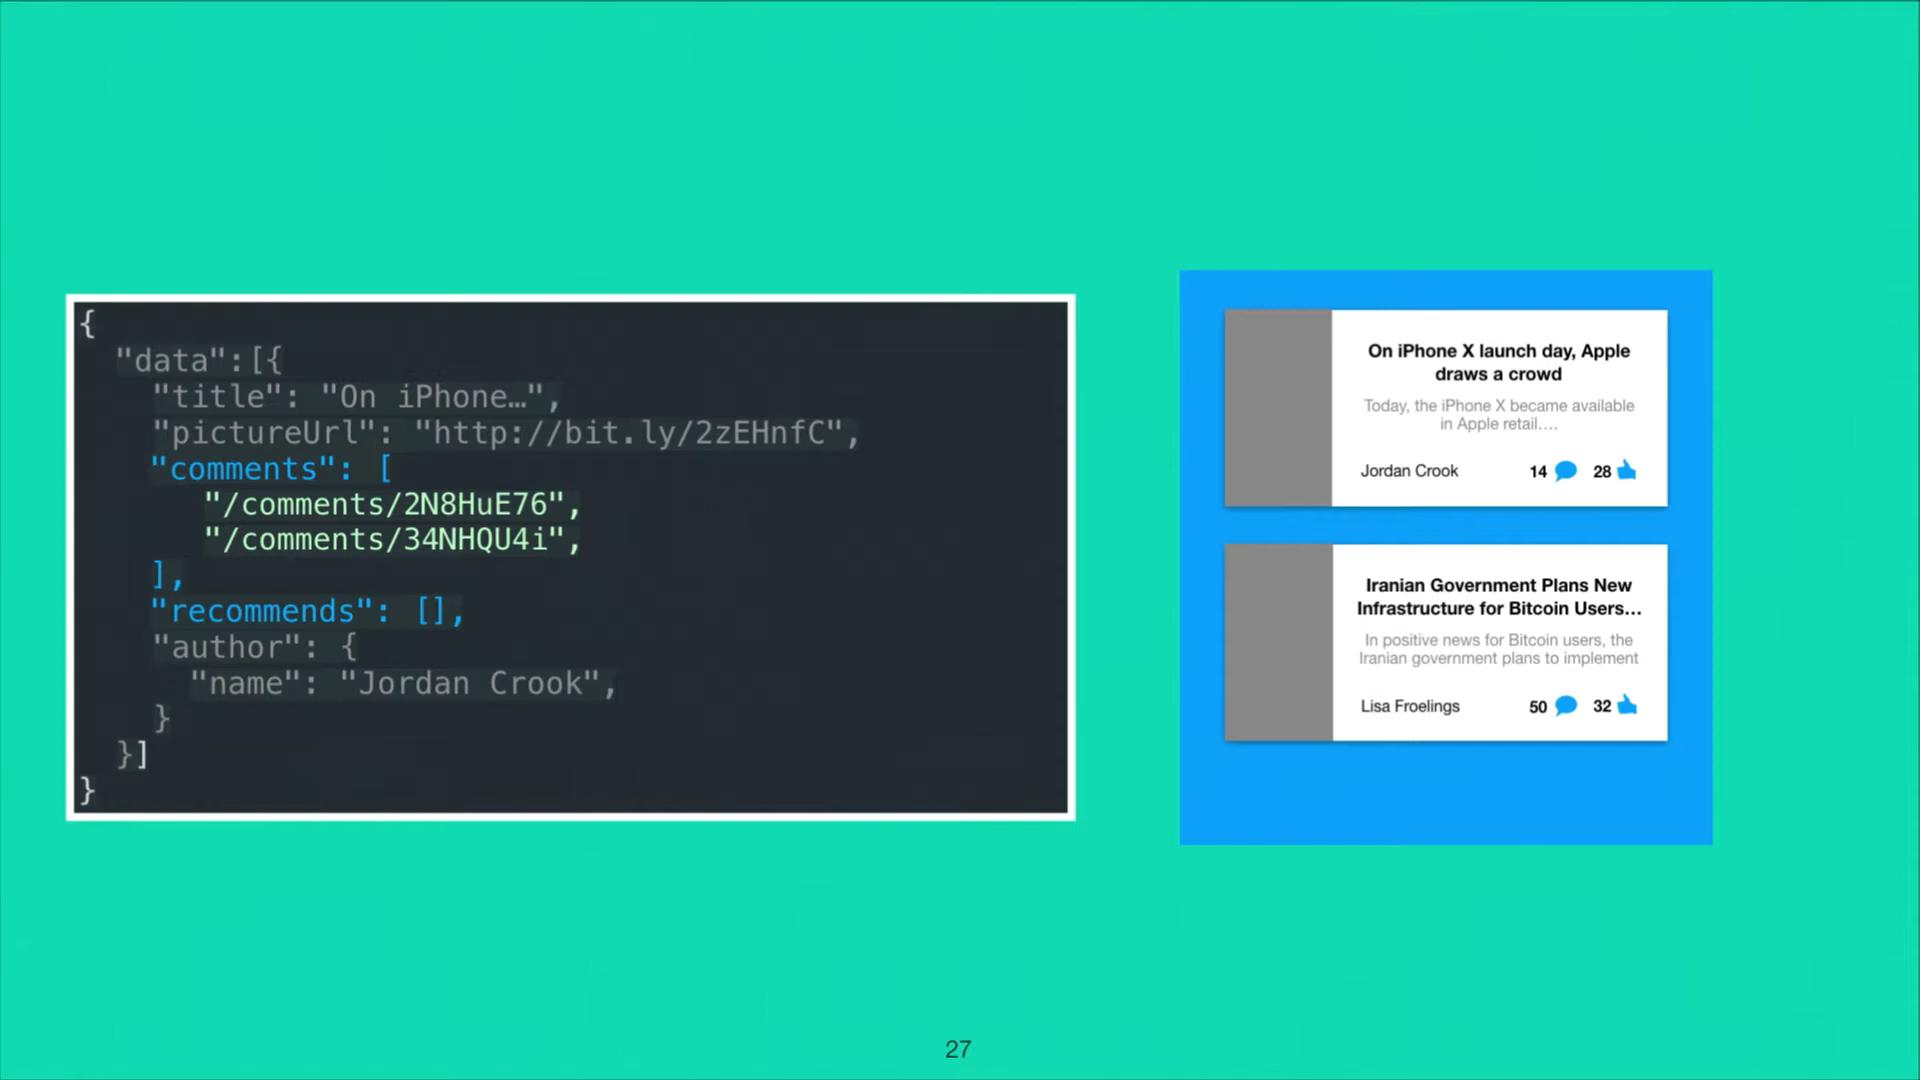 {
"data":[{
"title": "On iPhone…",
"pictureUrl": "http://bit.ly/2zEHnfC",
"comments": [
"/comments/2N8HuE76",
"/comments/34NHQU4i",
],
"recommends": [],
"author": {
"name": "Jordan Crook",
}
}]
}
On iPhone X launch day, Apple
draws a crowd
Today, the iPhone X became available
in Apple retail….
Jordan Crook 14 28
Iranian Government Plans New
Infrastructure for Bitcoin Users…
In positive news for Bitcoin users, the
Iranian government plans to implement
Lisa Froelings 50 32
27